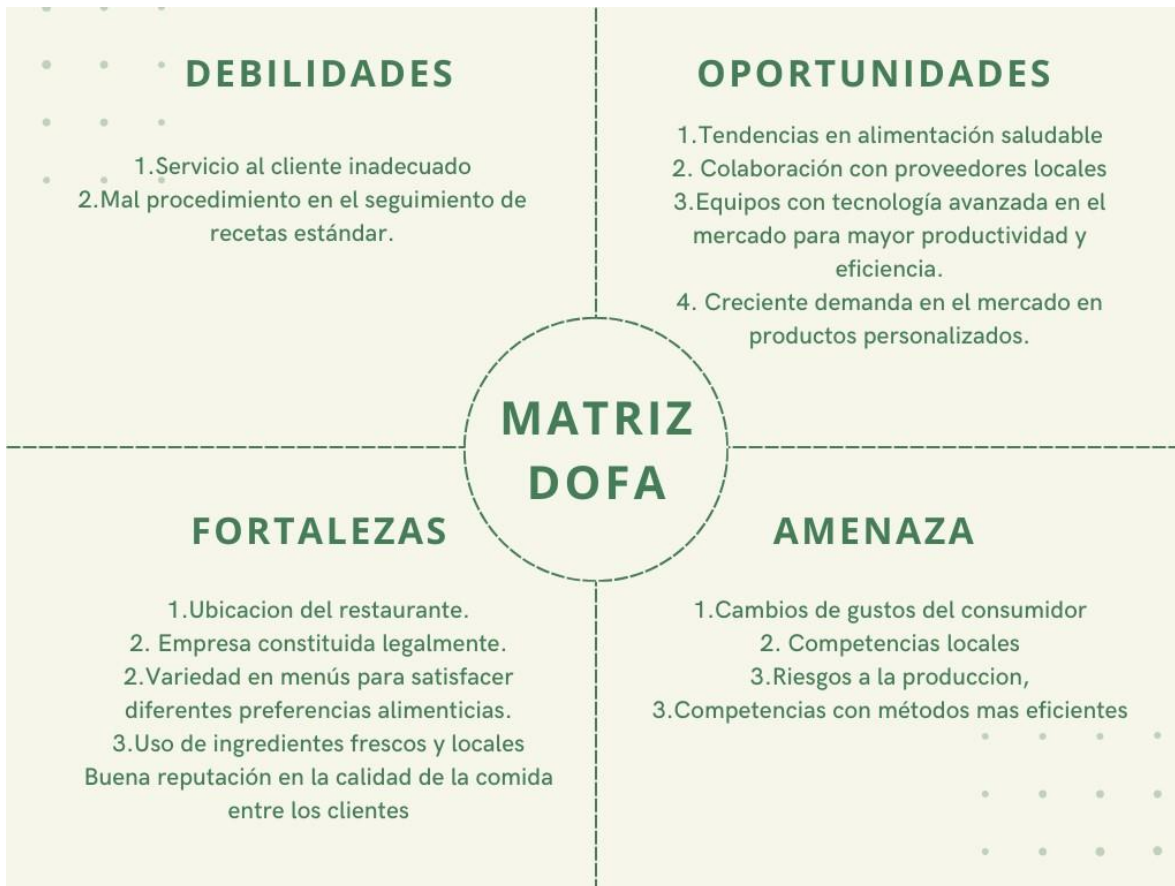 DEBILIDADES
1.Servicio al cliente inadecuado
2.Mal procedimiento en el seguimiento de
recetas estándar.
OPORTUNIDADES
1.Tendencias en alimentación saludable
2. Colaboración con proveedores locales
3.Equipos con tecnología avanzada en el
mercado para mayor productividad y
eficiencia.
4. Creciente demanda en el mercado en
productos personalizados.
MATRIZ
DOFA
FORTALEZAS
1.Ubicacion del restaurante.
2. Empresa constituida legalmente.
2.Variedad en menús para satisfacer
diferentes preferencias alimenticias.
3.Uso de ingredientes frescos y locales
Buena reputación en la calidad de la comida
entre los clientes
AMENAZA
1.Cambios de gustos del consumidor
2. Competencias locales
3.Riesgos a la produccion,
3.Competencias con métodos mas eficientes